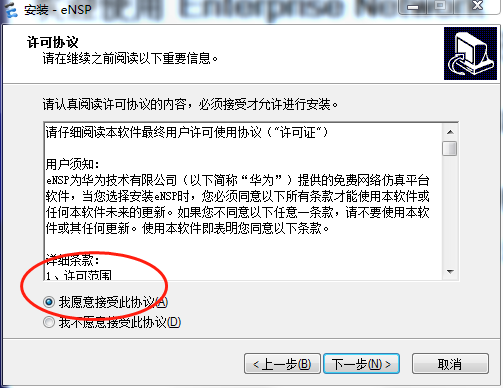 使用 Enterprise Network
安装 - eNSP
许可协议
请在继续之前阅读以下重要信息。
请认真阅读许可协议的内容，必须接受才允许进行安装。
请仔细阅读本软件最终用户许可使用协议（"许可证"）
用户须知：
eNSP为华为技术有限公司（以下简称“华为”）提供的免费网络仿真平台
软件，当您选择安装eNSP时，您必须同意以下所有条款才能使用本软件或
任何本软件未来的更新。如果您不同意以下任意一条款，请不要使用本软
件或其任何更新。使用本软件即表明您同意以下条款。
详细条款：
1、许可范围
我愿意接受此协议(A)
我不愿意接受此协议(D)
< 上一步(B)
下一步(N) >
取消